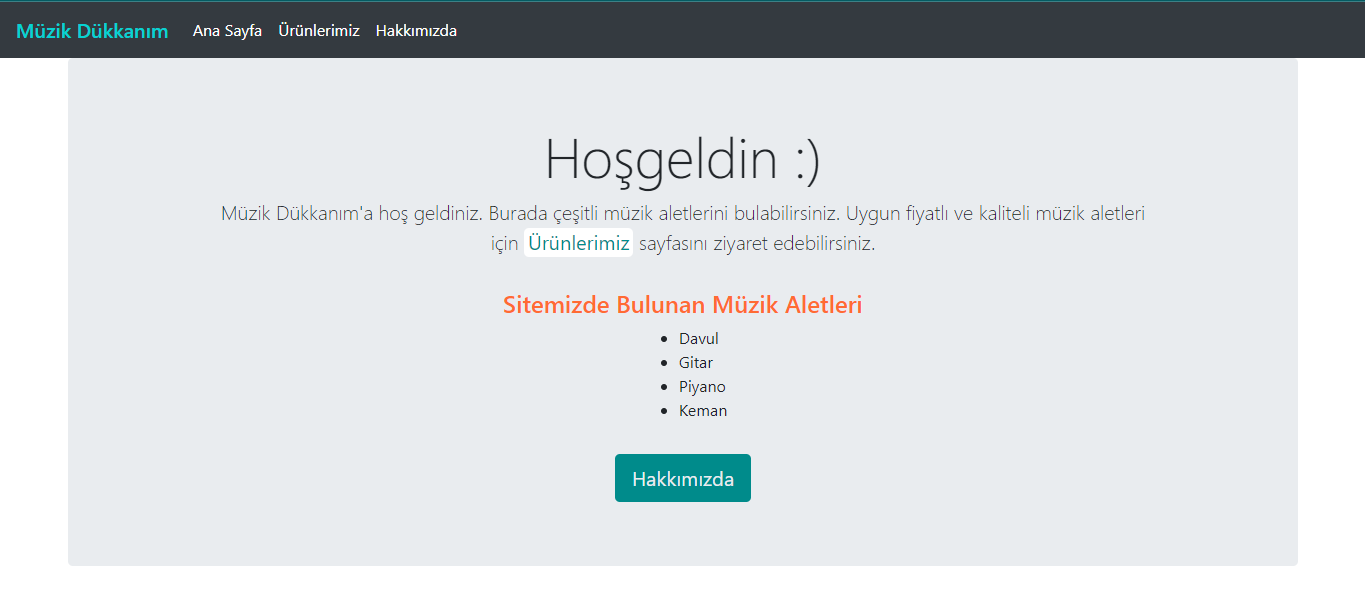 Müzik Dükkanım Ana Sayfa Ürünlerimiz Hakkımızda
Hoşgeldin :)
Müzik Dükkanım'a hoş geldiniz. Burada çeşitli müzik aletlerini bulabilirsiniz. Uygun fiyatlı ve kaliteli müzik aletleri
için Ürünlerimiz sayfasını ziyaret edebilirsiniz.
Sitemizde Bulunan Müzik Aletleri
• Davul
• Gitar
• Piyano
• Keman
Hakkımızda